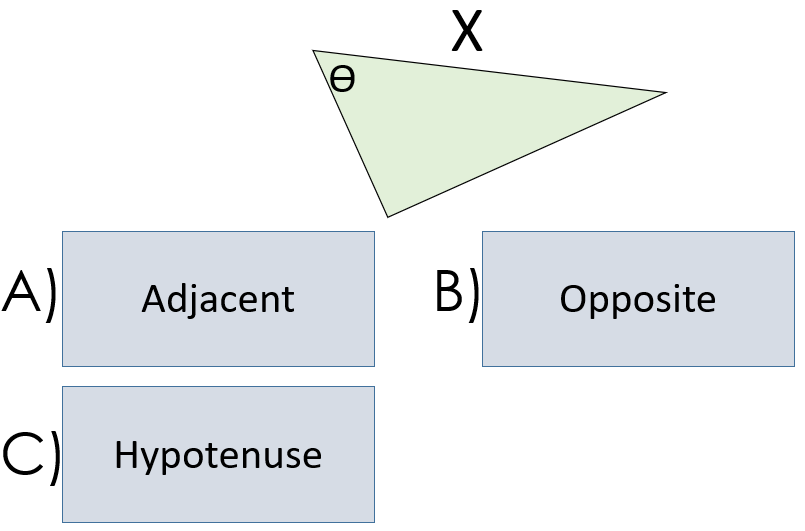 X
Ɵ
A) Adjacent
B) Opposite
C) Hypotenuse